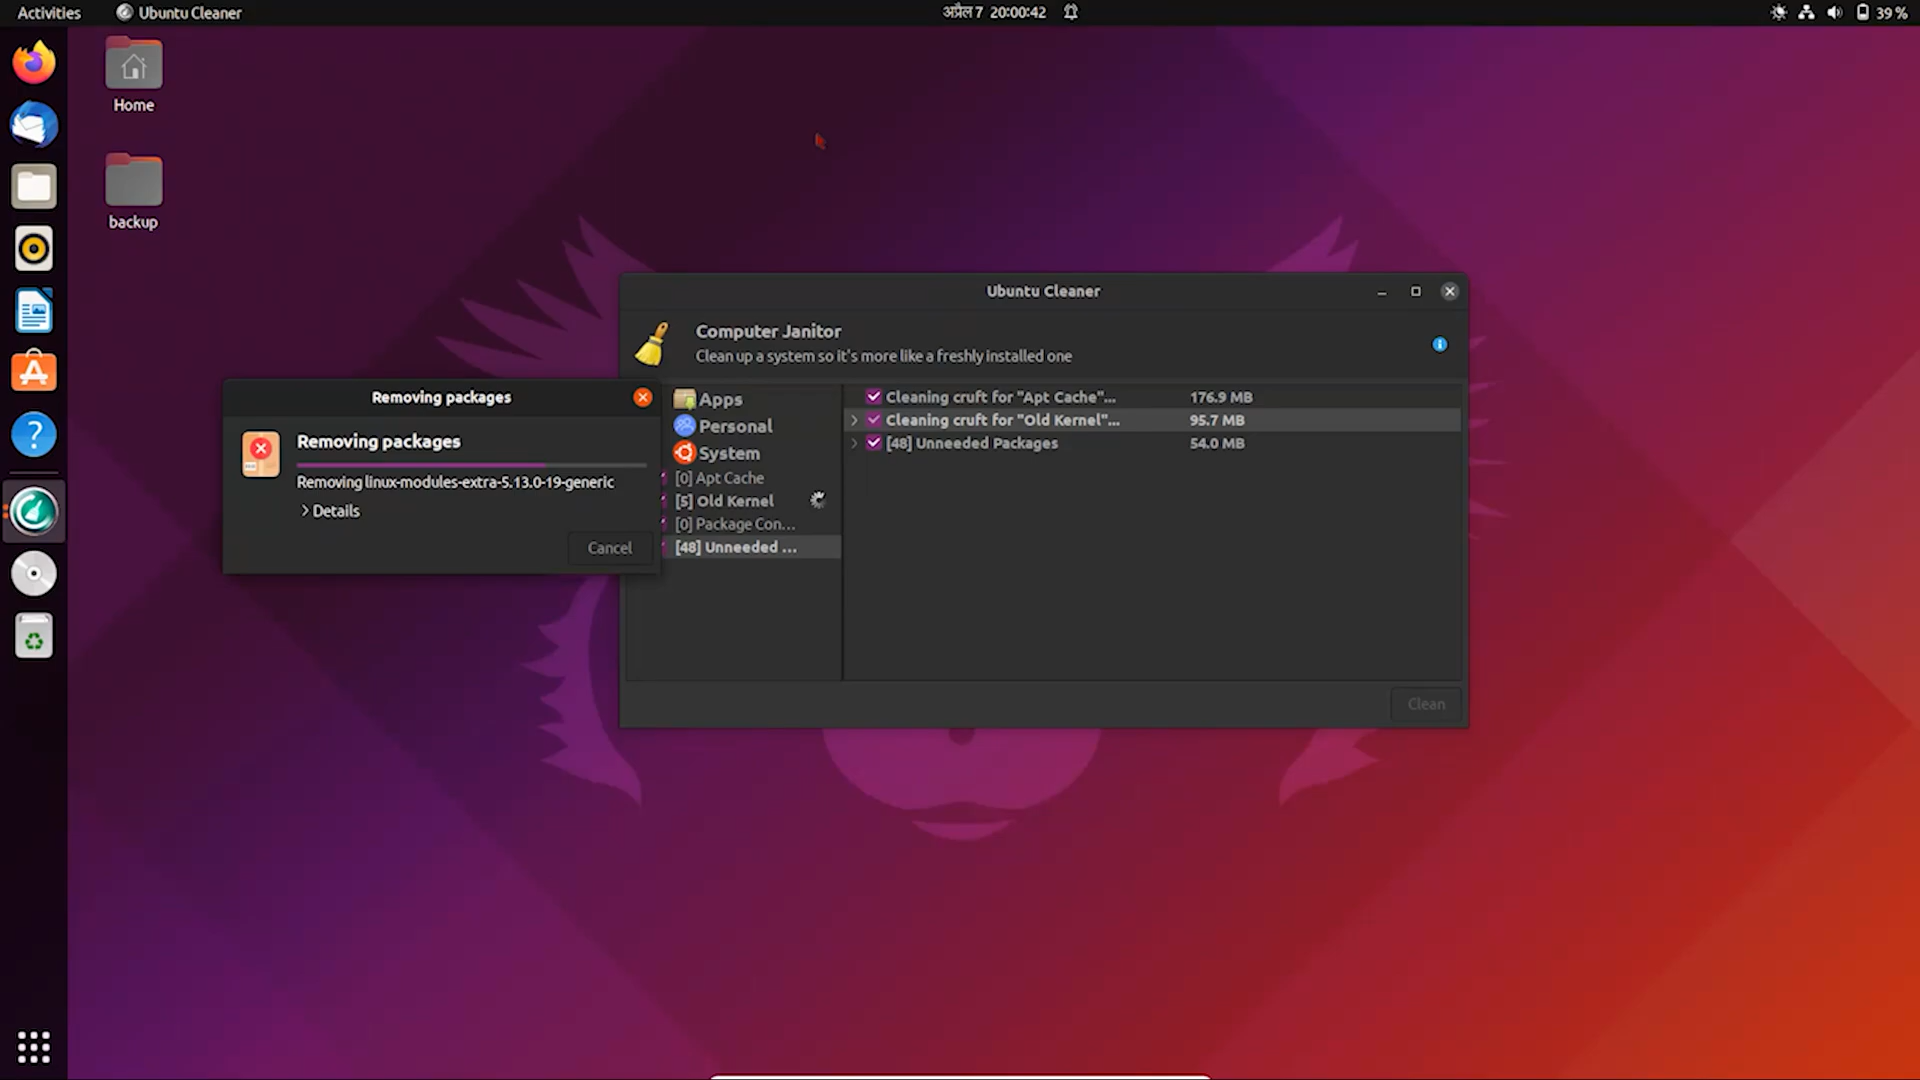 Activities
Ubuntu Cleaner
अप्रैल 7 20:00:42
39 %
Home
backup
Ubuntu Cleaner
Computer Janitor
Clean up a system so it's more like a freshly installed one
Removing packages
Removing packages
Removing linux-modules-extra-5.13.0-19-generic
Details
Cancel
Apps
Personal
System
[0] Apt Cache
[5] Old Kernel
[0] Package Con...
[48] Unneeded ...
Cleaning cruft for "Apt Cache"... 176.9 MB
Cleaning cruft for "Old Kernel"... 95.7 MB
[48] Unneeded Packages 54.0 MB
Clean